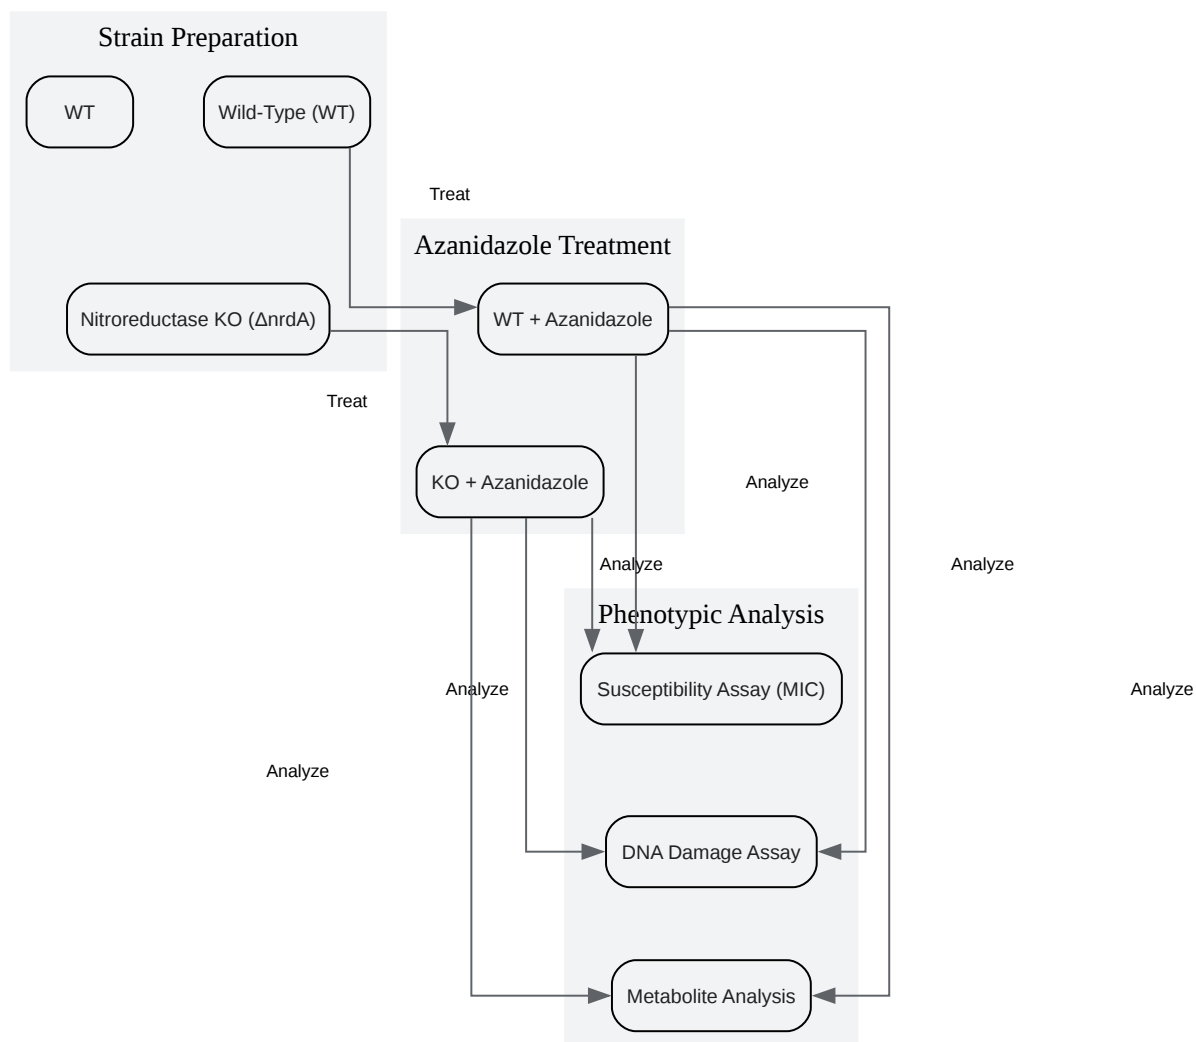 Strain Preparation
WT
Wild-Type (WT)
Treat
Azanidazole Treatment
Nitroreductase KO (ΔnrdA)
WT + Azanidazole
Treat
KO + Azanidazole
Analyze
Analyze
Analyze
Phenotypic Analysis
Analyze
Susceptibility Assay (MIC)
Analyze
Analyze
DNA Damage Assay
Metabolite Analysis